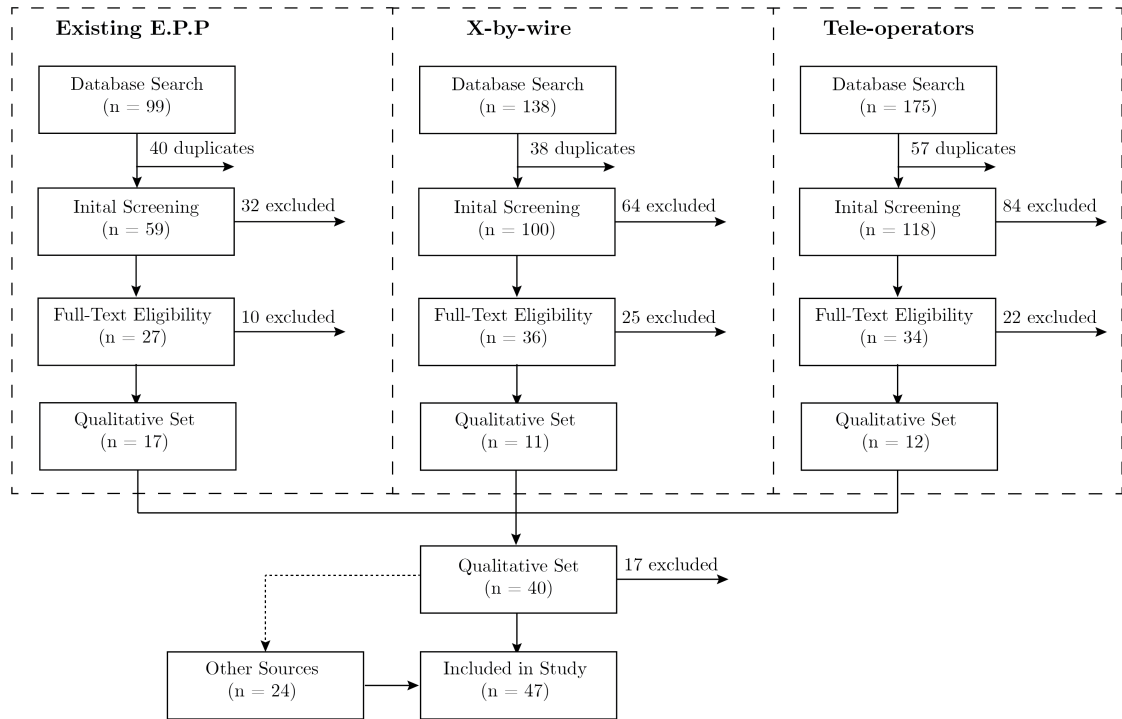 Existing E.P.P
Database Search
(n = 99)
40 duplicates
Inital Screening
(n = 59)
32 excluded
Full-Text Eligibility
(n = 27)
10 excluded
Qualitative Set
(n = 17)
X-by-wire
Database Search
(n = 138)
38 duplicates
Inital Screening
(n = 100)
64 excluded
Full-Text Eligibility
(n = 36)
25 excluded
Qualitative Set
(n = 11)
Tele-operators
Database Search
(n = 175)
57 duplicates
Inital Screening
(n = 118)
84 excluded
Full-Text Eligibility
(n = 34)
22 excluded
Qualitative Set
(n = 12)
Qualitative Set
(n = 40)
17 excluded
Other Sources
(n = 24)
Included in Study
(n = 47)